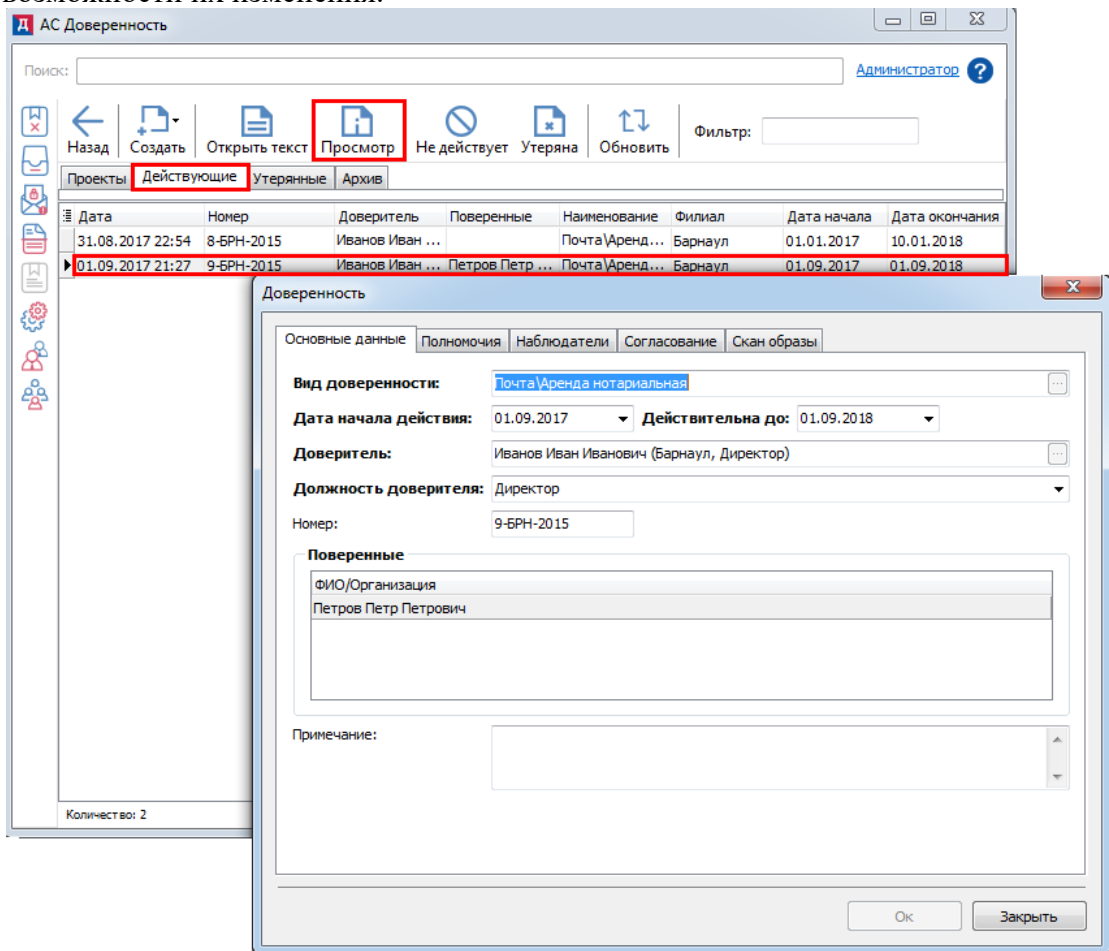 возможности их изменения.
АС Доверенность
Поиск: Администратор ?
Назад Создать Открыть текст Просмотр Не действует Утеряна Обновить Фильтр:
Проекты Действующие Утерянные Архив
Дата Номер Доверитель Поверенные Наименование Филиал Дата начала Дата окончания
31.08.2017 22:54 8-БРН-2015 Иванов Иван ... Почта\Аренд... Барнаул 01.01.2017 10.01.2018
01.09.2017 21:27 9-БРН-2015 Иванов Иван ... Петров Петр ... Почта\Аренд... Барнаул 01.09.2017 01.09.2018
Доверенность
Основные данные Полномочия Наблюдатели Согласование Скан образы
Вид доверенности: Почта\Аренда нотариальная
Дата начала действия: 01.09.2017 Действительна до: 01.09.2018
Доверитель: Иванов Иван Иванович (Барнаул, Директор)
Должность доверителя: Директор
Номер: 9-БРН-2015
Поверенные
ФИО/Организация
Петров Петр Петрович
Примечание:
Количество: 2
Ок Закрыть